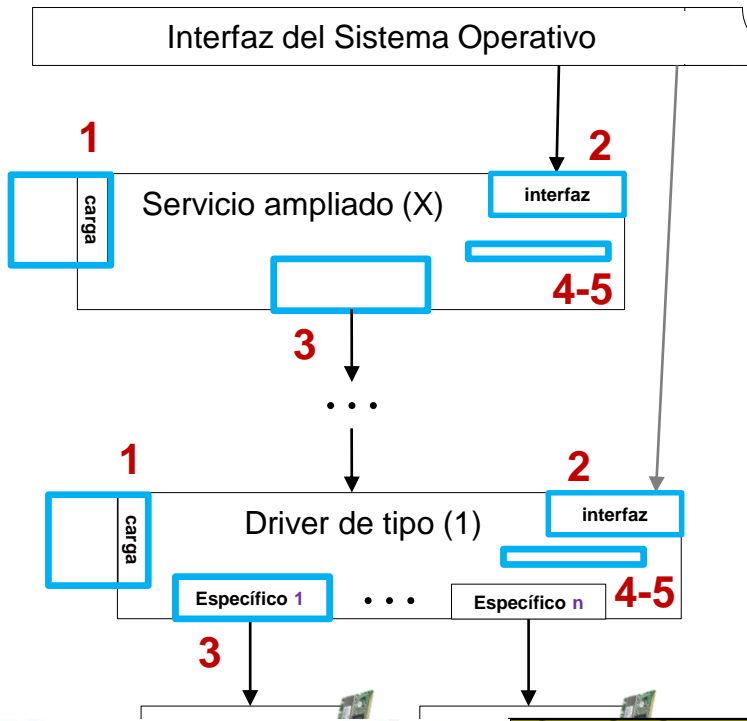 Interfaz del Sistema Operativo
1
2
carga
Servicio ampliado (X)
interfaz
4-5
3
• • •
1
2
carga
Driver de tipo (1)
interfaz
Específico 1
• • •
Específico n
4-5
3